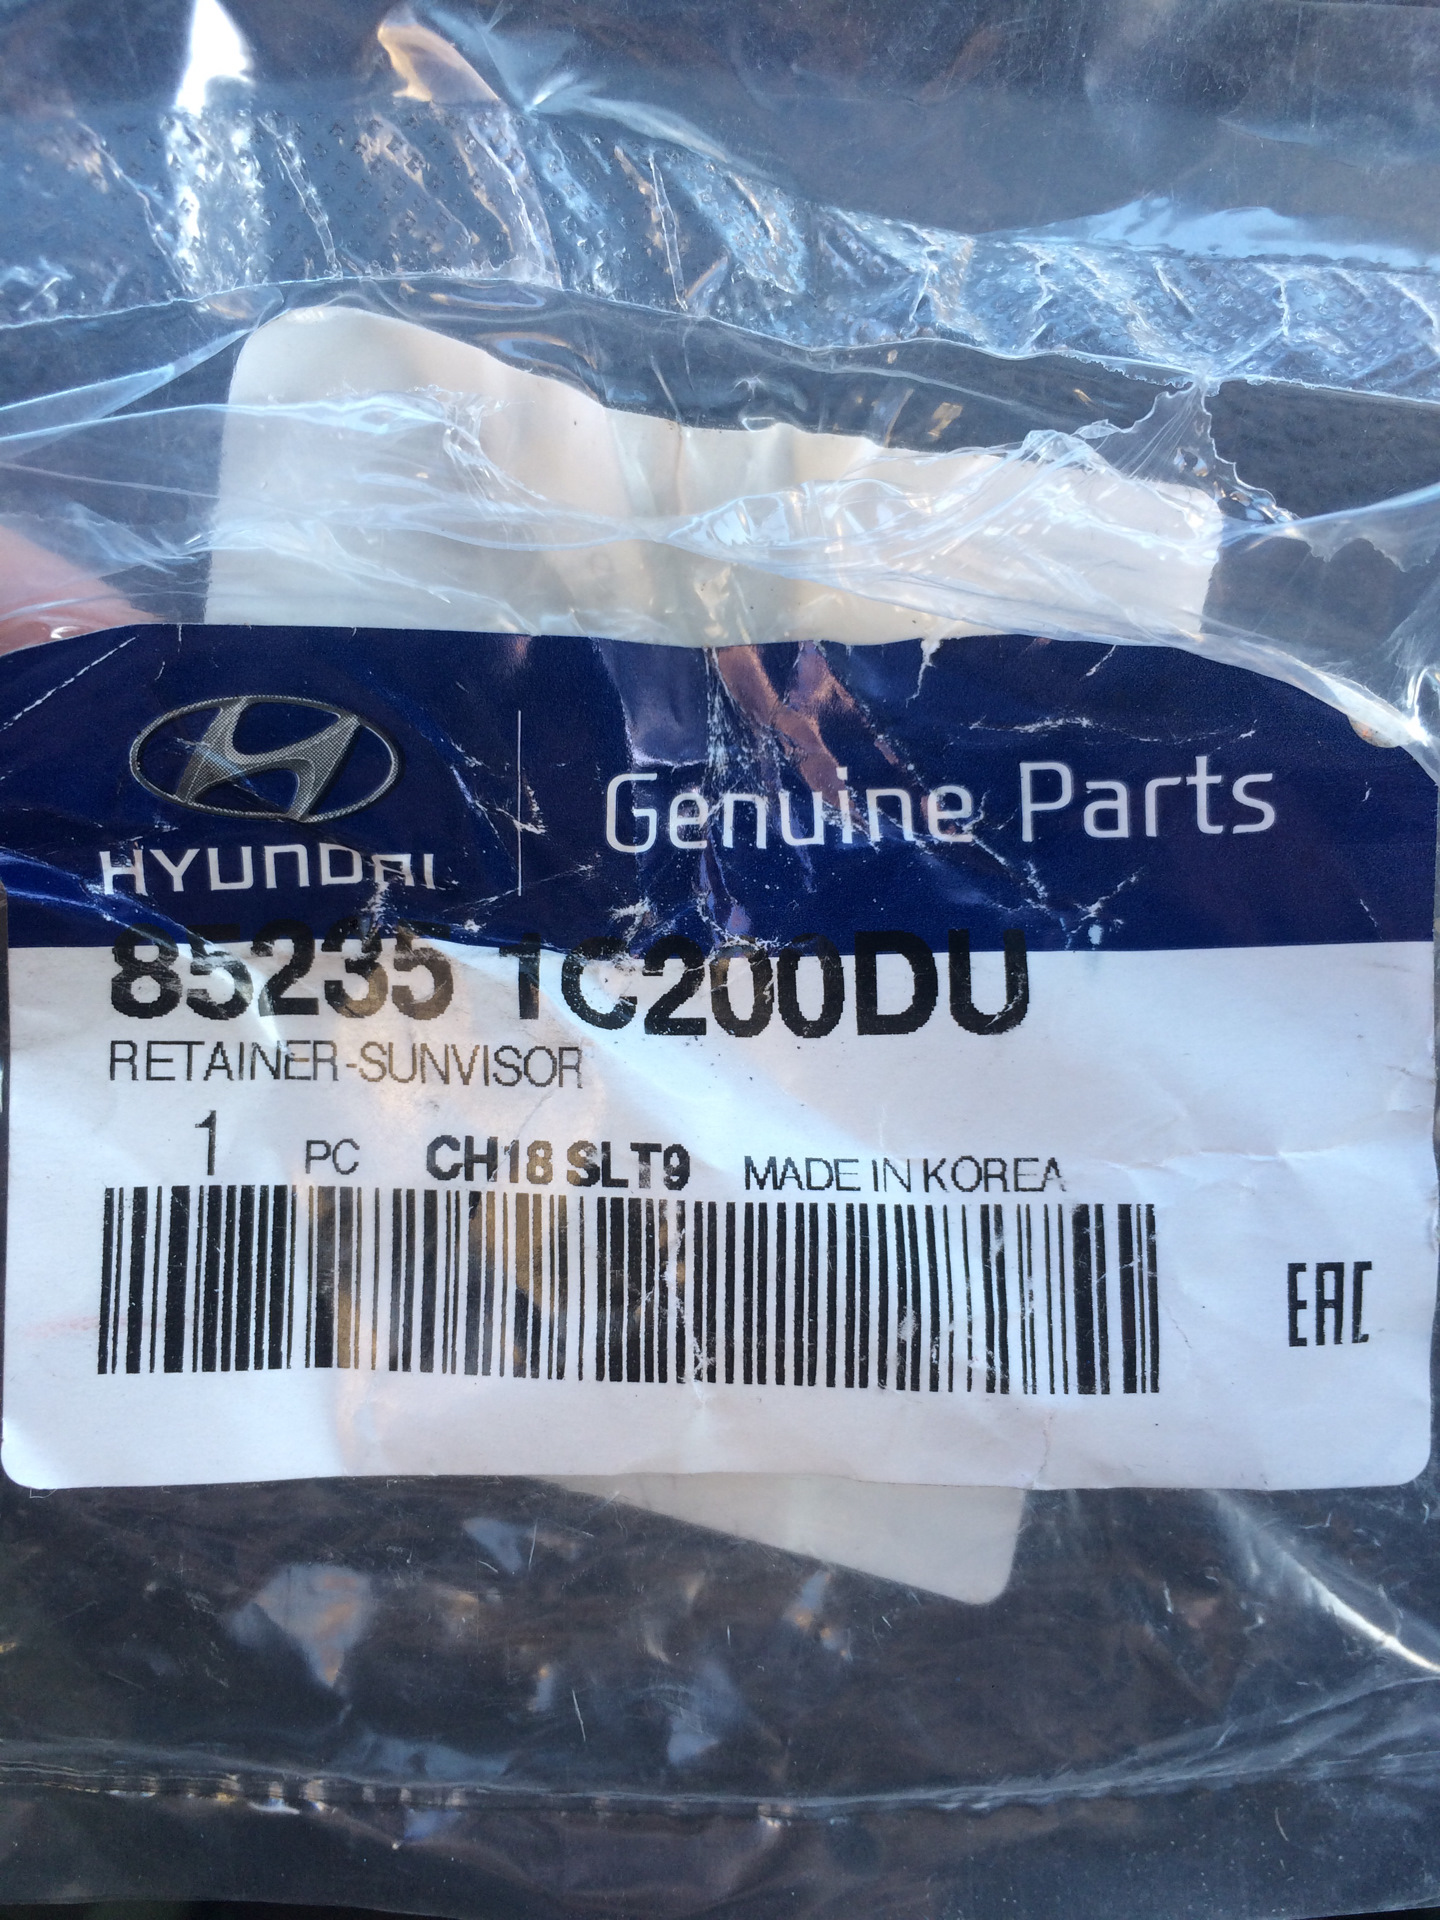 HYUNDAI
Genuine Parts
85235 1C200DU
RETAINER-SUNVISOR
1 PC CH18 SLT9 MADE IN KOREA
EAC